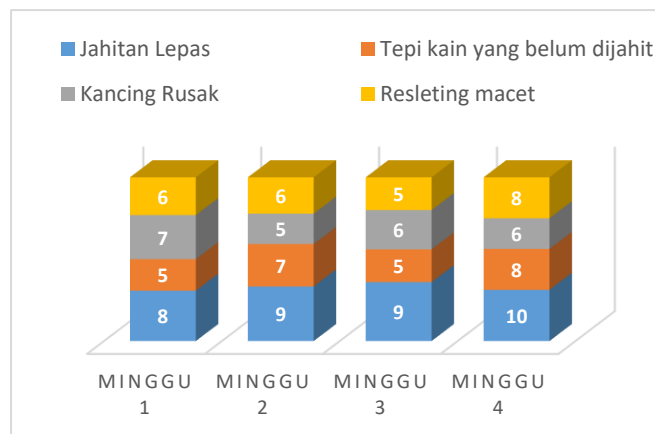 Jahitan Lepas
Tepi kain yang belum dijahit
Kancing Rusak
Resleting macet
6 6 5 8
7 5 6 6
5 7 5 8
8 9 9 10
MINGGU 1
MINGGU 2
MINGGU 3
MINGGU 4